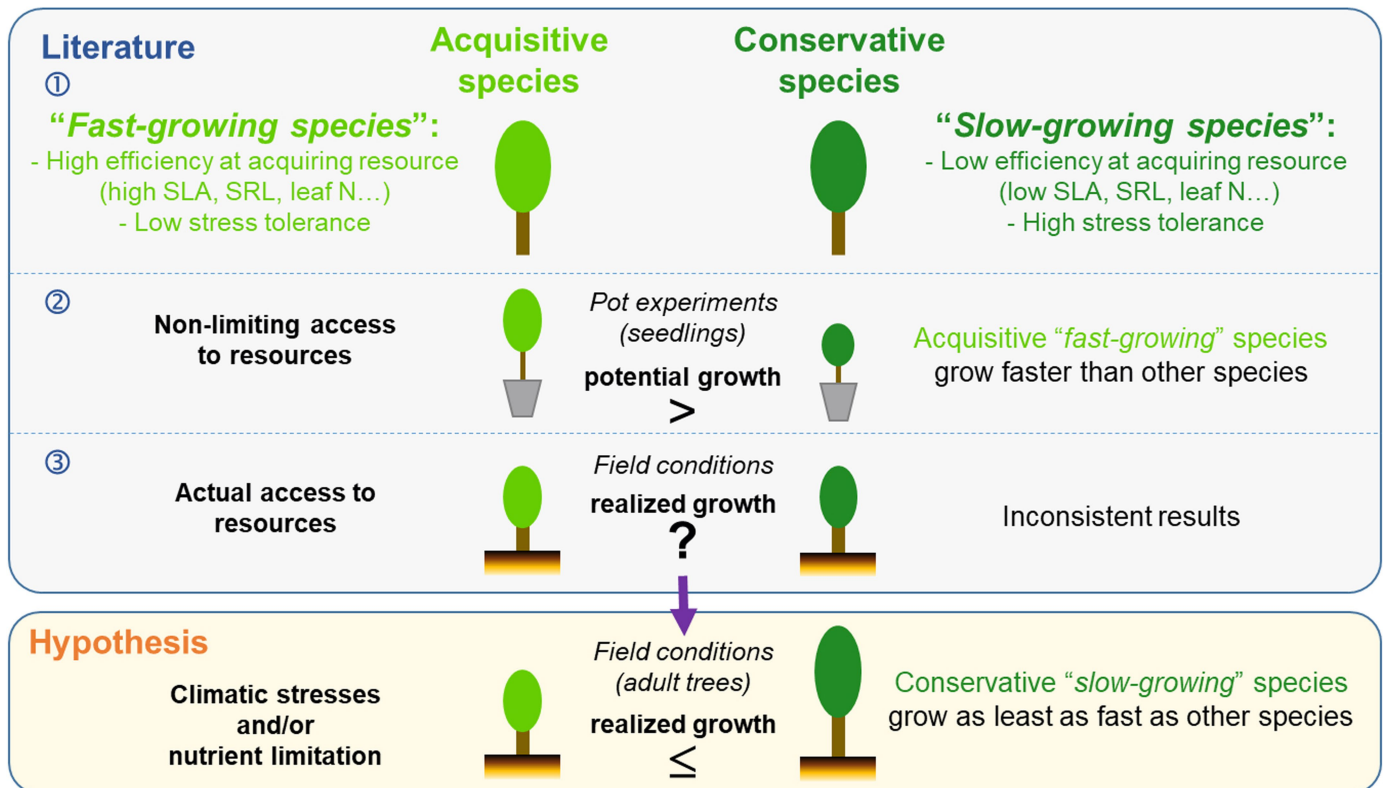 Literature
Acquisitive
species
Conservative
species
①
“Fast-growing species”:
- High efficiency at acquiring resource
(high SLA, SRL, leaf N…)
- Low stress tolerance
“Slow-growing species”:
- Low efficiency at acquiring resource
(low SLA, SRL, leaf N…)
- High stress tolerance
②
Non-limiting access
to resources
Pot experiments
(seedlings)
potential growth
>
Acquisitive “fast-growing” species
grow faster than other species
③
Actual access to
resources
Field conditions
realized growth
?
Inconsistent results
Hypothesis
Climatic stresses
and/or
nutrient limitation
Field conditions
(adult trees)
realized growth
≤
Conservative “slow-growing” species
grow as least as fast as other species